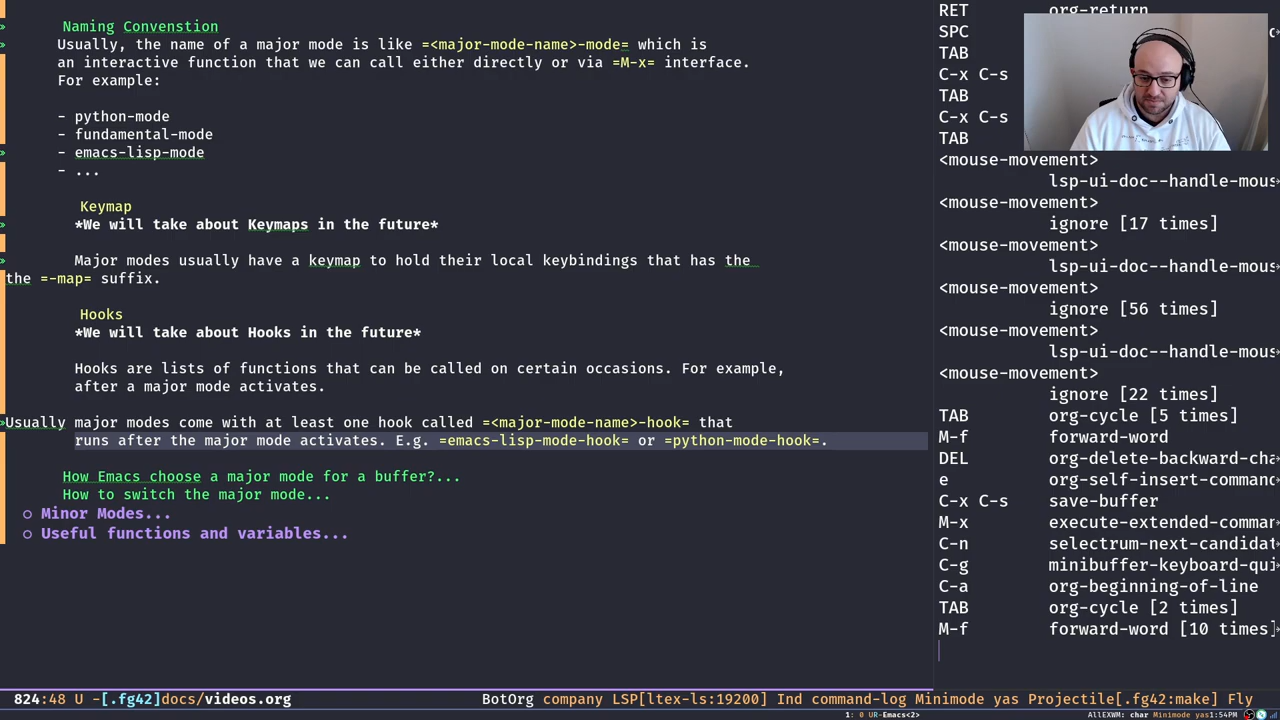 Naming Convenstion
Usually, the name of a major mode is like =<major-mode-name>-mode= which is
an interactive function that we can call either directly or via =M-x= interface.
For example:
- python-mode
- fundamental-mode
- emacs-lisp-mode
- ...
Keymap
*We will take about Keymaps in the future*
Major modes usually have a keymap to hold their local keybindings that has the
the =-map= suffix.
Hooks
*We will take about Hooks in the future*
Hooks are lists of functions that can be called on certain occasions. For example,
after a major mode activates.
Usually major modes come with at least one hook called =<major-mode-name>-hook= that
runs after the major mode activates. E.g. =emacs-lisp-mode-hook= or =python-mode-hook=.
How Emacs choose a major mode for a buffer?...
How to switch the major mode...
Minor Modes...
Useful functions and variables...
824:48 U -[.fg42]docs/videos.org BotOrg company LSP[ltex-ls:19200] Ind command-log Minimode yas Projectile[.fg42:make] Fly
RET org-return
SPC
TAB
C-x C-s
TAB
C-x C-s
TAB
<mouse-movement>
lsp-ui-doc--handle-mous
<mouse-movement>
ignore [17 times]
<mouse-movement>
lsp-ui-doc--handle-mous
<mouse-movement>
ignore [56 times]
<mouse-movement>
lsp-ui-doc--handle-mous
<mouse-movement>
ignore [22 times]
TAB org-cycle [5 times]
M-f forward-word
DEL org-delete-backward-cha
e org-self-insert-command
C-x C-s save-buffer
M-x execute-extended-comman
C-n selectrum-next-candidat
C-g minibuffer-keyboard-qui
C-a org-beginning-of-line
TAB org-cycle [2 times]
M-f forward-word [10 times]
1: 0 UR-Emacs<2> AllEXWM: char Minimode yas1:54PM